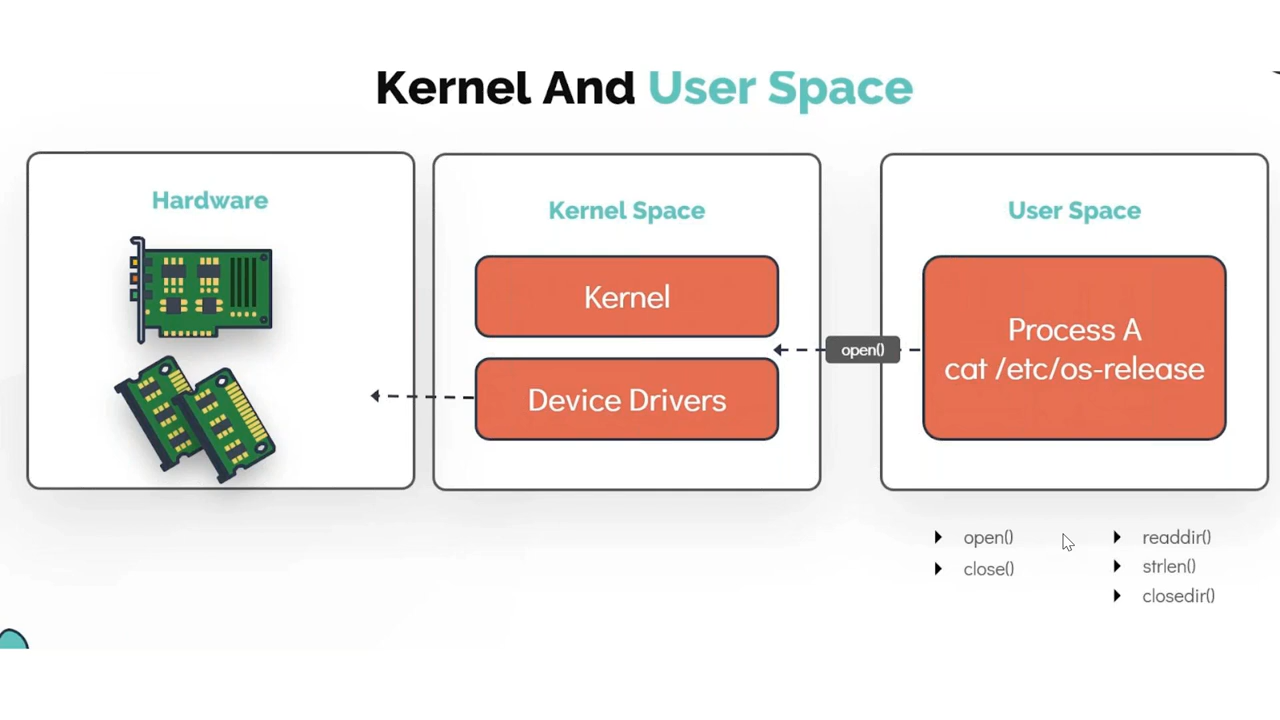 Kernel And User Space
Hardware
Kernel Space
Kernel
Device Drivers
open()
User Space
Process A
cat /etc/os-release
open()
close()
readdir()
strlen()
closedir()